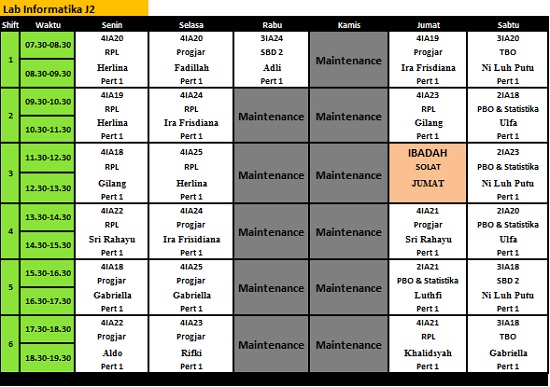 Lab Informatika J2
Shift Waktu Senin Selasa Rabu Kamis Jumat Sabtu
1
07.30-08.30
08.30-09.30
4IA20
RPL
Herlina
Pert 1
4IA20
Progjar
Fadillah
Pert 1
3IA24
SBD 2
Adli
Pert 1
Maintenance
4IA19
Progjar
Ira Frisdiana
Pert 1
3IA20
TBO
Ni Luh Putu
Pert 1
2
09.30-10.30
10.30-11.30
4IA19
RPL
Herlina
Pert 1
4IA24
RPL
Ira Frisdiana
Pert 1
Maintenance
Maintenance
4IA23
RPL
Gilang
Pert 1
2IA18
PBO & Statistika
Ulfa
Pert 1
3
11.30-12.30
12.30-13.30
4IA18
RPL
Gilang
Pert 1
4IA25
RPL
Herlina
Pert 1
Maintenance
Maintenance
IBADAH
SOLAT
JUMAT
2IA23
PBO & Statistika
Ni Luh Putu
Pert 1
4
13.30-14.30
14.30-15.30
4IA22
RPL
Sri Rahayu
Pert 1
4IA24
Progjar
Ira Frisidiana
Pert 1
Maintenance
Maintenance
4IA21
Progjar
Sri Rahayu
Pert 1
2IA20
PBO & Statistika
Ulfa
Pert 1
5
15.30-16.30
16.30-17.30
4IA18
Progjar
Gabriella
Pert 1
4IA25
Progjar
Gabriella
Pert 1
Maintenance
Maintenance
2IA21
PBO & Statistika
Luthfi
Pert 1
3IA18
SBD 2
Ni Luh Putu
Pert 1
6
17.30-18.30
18.30-19.30
4IA22
Progjar
Aldo
Pert 1
4IA23
Progjar
Rifki
Pert 1
Maintenance
Maintenance
4IA21
RPL
Khalidsyah
Pert 1
3IA18
TBO
Gabriella
Pert 1